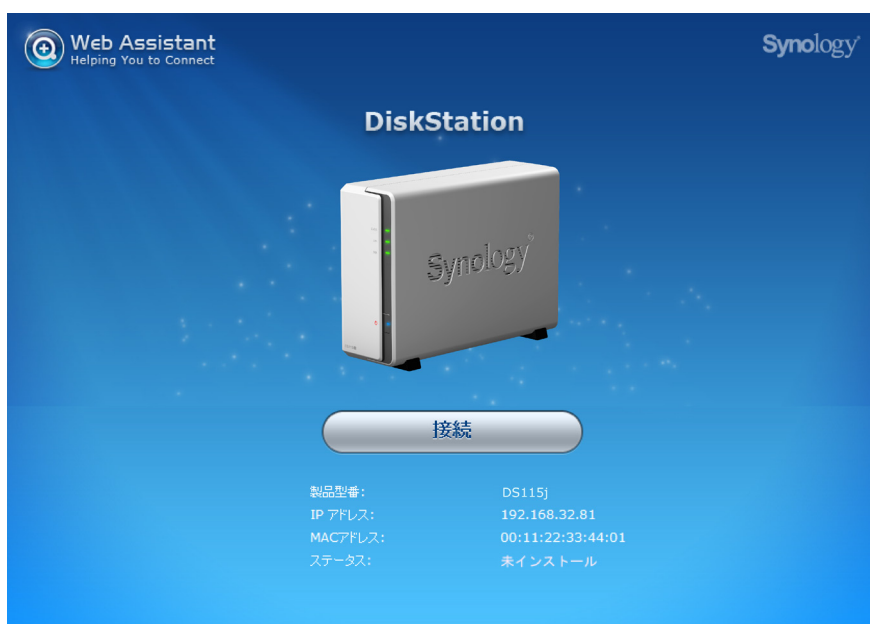 Web Assistant
Helping You to Connect
Synology
DiskStation
Synology
接続
製品型番: DS115j
IP アドレス: 192.168.32.81
MACアドレス: 00:11:22:33:44:01
ステータス: 未インストール